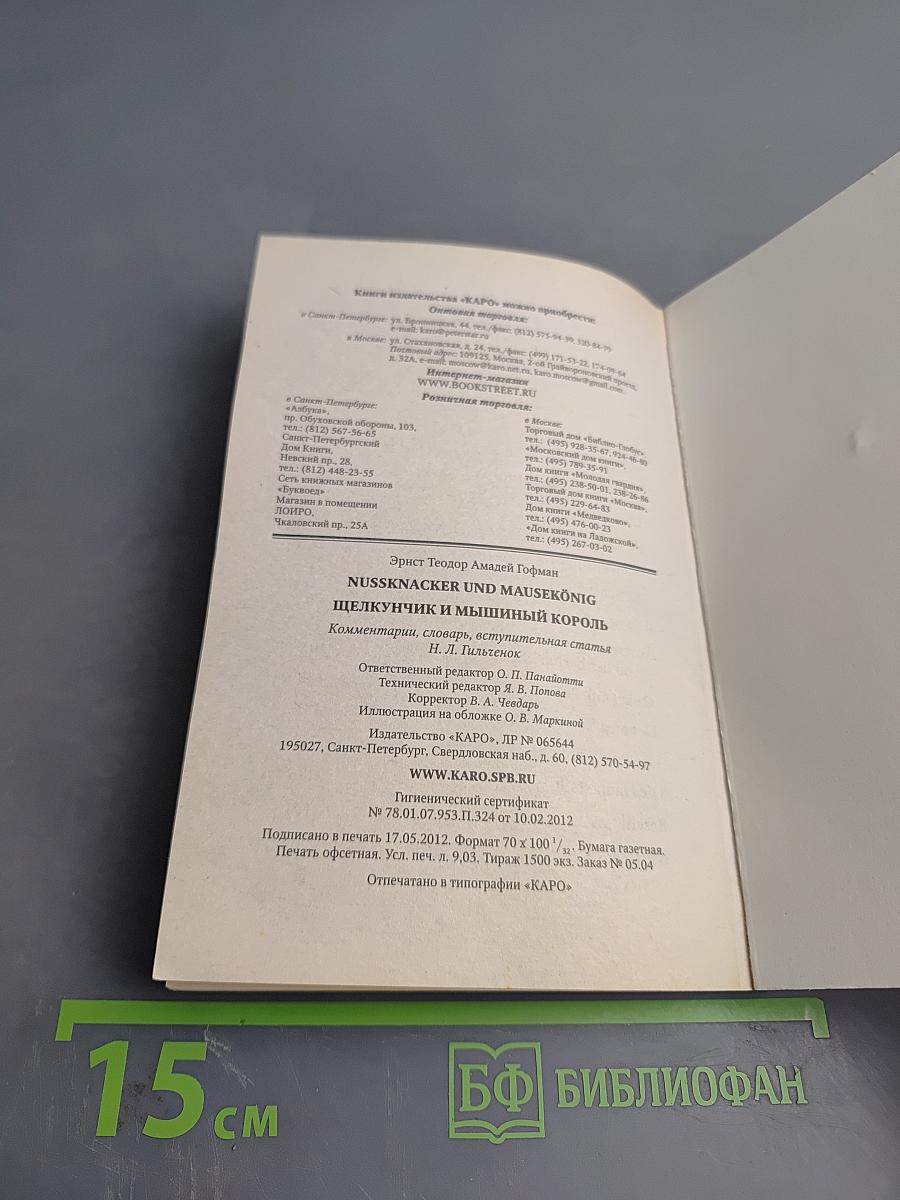 Книги издательства «КАРО» можно приобрести:
Оптовая торговля:
в Санкт-Петербурге: ул. Бронницкая, 44, тел./факс: (812) 575-94-39, 320-84-79
e-mail: karo@peterstar.ru
в Москве: ул. Стахановская, д. 24, тел./факс: (499) 171-53-22, 174-09-64
Почтовый адрес: 109125, Москва, 2-ой Грайвороновский проезд,
д. 32А, e-mail: moscow@karo.net.ru, karo.moscow@gmail.com
Интернет-магазин
WWW.BOOKSTREET.RU
Розничная торговля:
в Санкт-Петербурге:
«Азбука»,
пр. Обуховской обороны, 103,
тел.: (812) 567-56-65
Санкт-Петербургский
Дом Книги,
Невский пр., 28,
тел.: (812) 448-23-55
Сеть книжных магазинов
«Буквоед»
Магазин в помещении
ЛОИРО,
Чкаловский пр., 25А
в Москве:
Торговый дом «Библио-Глобус»,
тел.: (495) 928-35-67, 924-46-80
«Московский дом книги»,
тел.: (495) 789-35-91
Дом книги «Молодая гвардия»,
тел.: (495) 238-50-01, 238-26-86
Торговый дом книги «Москва»,
тел.: (495) 229-64-83
Дом книги «Медведково»,
тел.: (495) 476-00-23
«Дом книги на Ладожской»,
тел.: (495) 267-03-02
Эрнст Теодор Амадей Гофман
NUSSKNACKER UND MAUSEKÖNIG
ЩЕЛКУНЧИК И МЫШИНЫЙ КОРОЛЬ
Комментарии, словарь, вступительная статья
Н. Л. Гильченок
Ответственный редактор О. П. Панайотти
Технический редактор Я. В. Попова
Корректор В. А. Чевдарь
Иллюстрация на обложке О. В. Маркиной
Издательство «КАРО», ЛР № 065644
195027, Санкт-Петербург, Свердловская наб., д. 60, (812) 570-54-97
WWW.KARO.SPB.RU
Гигиенический сертификат
№ 78.01.07.953.П.324 от 10.02.2012
Подписано в печать 17.05.2012. Формат 70 х 100 1/32. Бумага газетная.
Печать офсетная. Усл. печ. л. 9,03. Тираж 1500 экз. Заказ № 05.04
Отпечатано в типографии «КАРО»
15 см
БФ БИБЛИОФАН